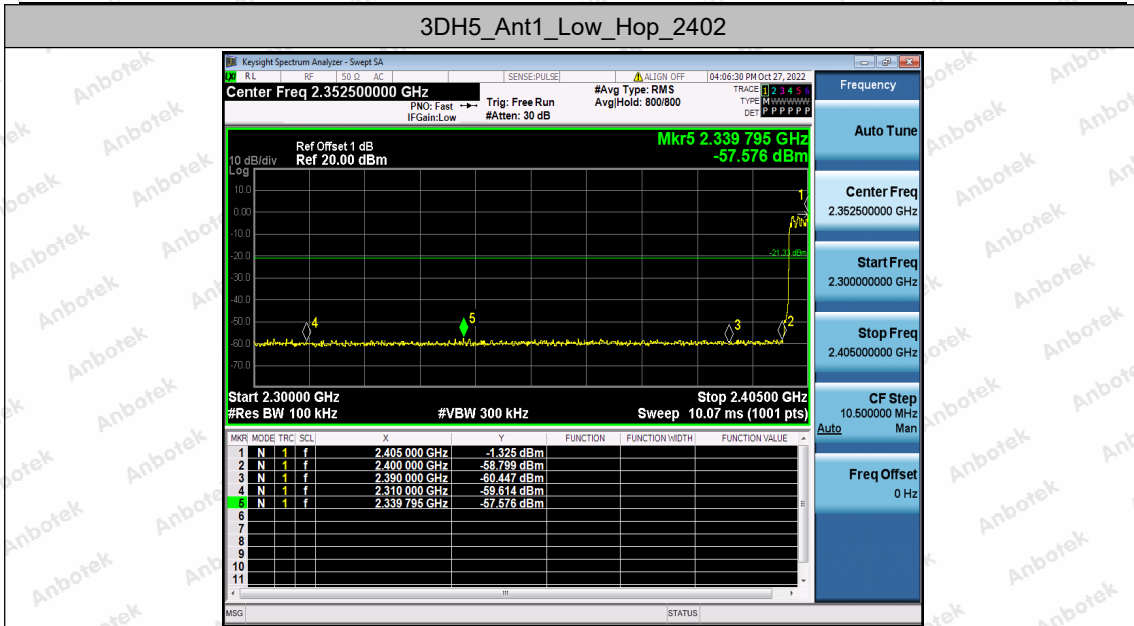 3DH5_Ant1_Low_Hop_2402
Keysight Spectrum Analyzer - Swept SA
LXI RL RF 50 Ω AC SENSE:PULSE ALIGN OFF 04:06:30 PM Oct 27, 2022
Center Freq 2.352500000 GHz
#Avg Type: RMS
TRACE 1 2 3 4 5 6
PNO: Fast
Trig: Free Run
Avg|Hold: 800/800
TYPE M WWWWW
IFGain:Low
#Atten: 30 dB
DET P P P P P P
Mkr5 2.339 795 GHz
-57.576 dBm
Ref Offset 1 dB
10 dB/div Ref 20.00 dBm
Log
10.0
0.00
-10.0
-20.0
-30.0
-40.0
-50.0
-60.0
-70.0
-21.33 dBm
1
2
3
4
5
Start 2.30000 GHz
Stop 2.40500 GHz
#Res BW 100 kHz
#VBW 300 kHz
Sweep 10.07 ms (1001 pts)
MKR MODE TRC SCL X Y FUNCTION FUNCTION WIDTH FUNCTION VALUE
1 N 1 f 2.405 000 GHz -1.325 dBm
2 N 1 f 2.400 000 GHz -58.799 dBm
3 N 1 f 2.390 000 GHz -60.447 dBm
4 N 1 f 2.310 000 GHz -59.614 dBm
5 N 1 f 2.339 795 GHz -57.576 dBm
6
7
8
9
10
11
MSG
STATUS
Frequency
Auto Tune
Center Freq
2.352500000 GHz
Start Freq
2.300000000 GHz
Stop Freq
2.405000000 GHz
CF Step
10.500000 MHz
Auto Man
Freq Offset
0 Hz
Anbotek